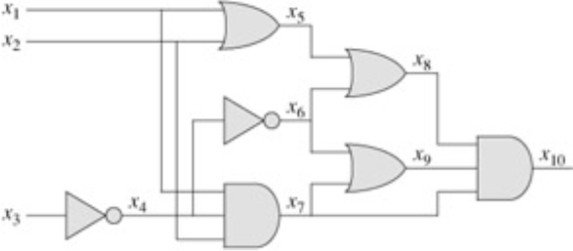 x₁
x₂
x₅
x₈
x₆
x₉
x₁₀
x₃
x₄
x₇